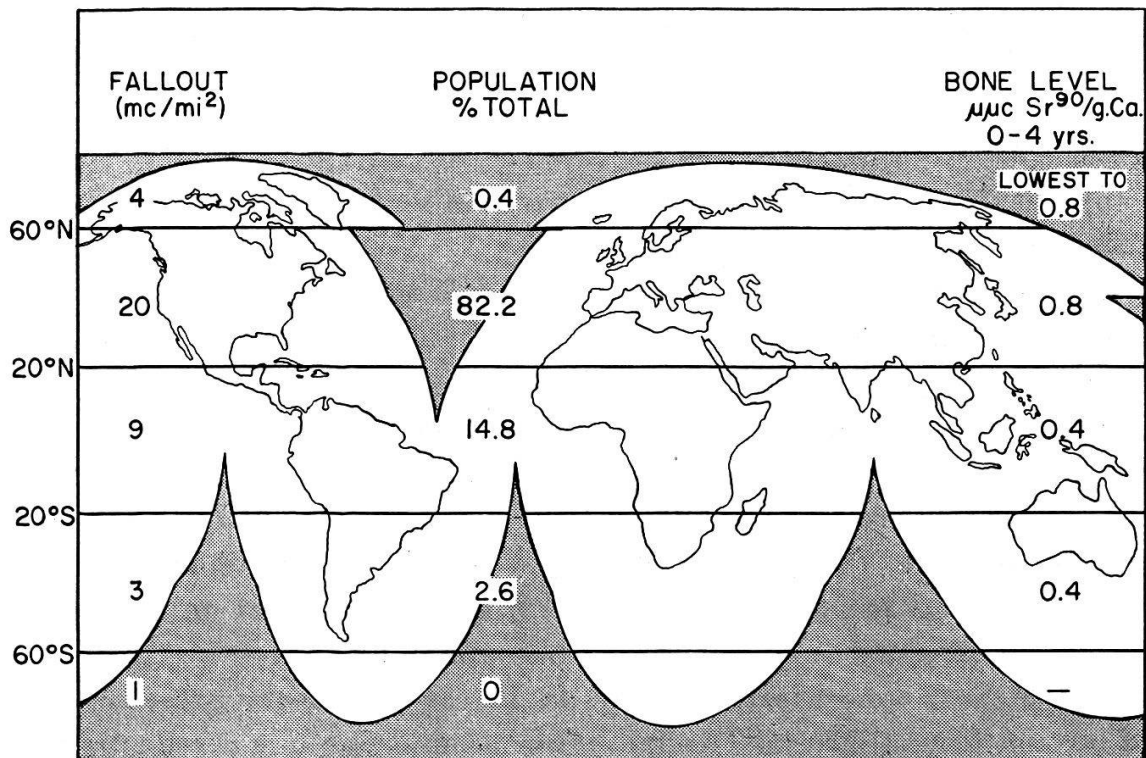 FALLOUT
(mc/mi²)
POPULATION
% TOTAL
BONE LEVEL
μμc Sr⁹⁰/g.Ca.
0-4 yrs.
LOWEST TO
4 0.4 0.8
60°N
20 82.2 0.8
20°N
9 14.8 0.4
20°S
3 2.6 0.4
60°S
1 0 —